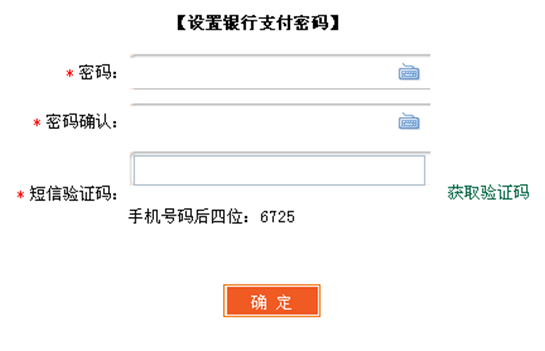 【设置银行支付密码】
* 密码：
* 密码确认：
* 短信验证码： 获取验证码
手机号码后四位：6725
确 定